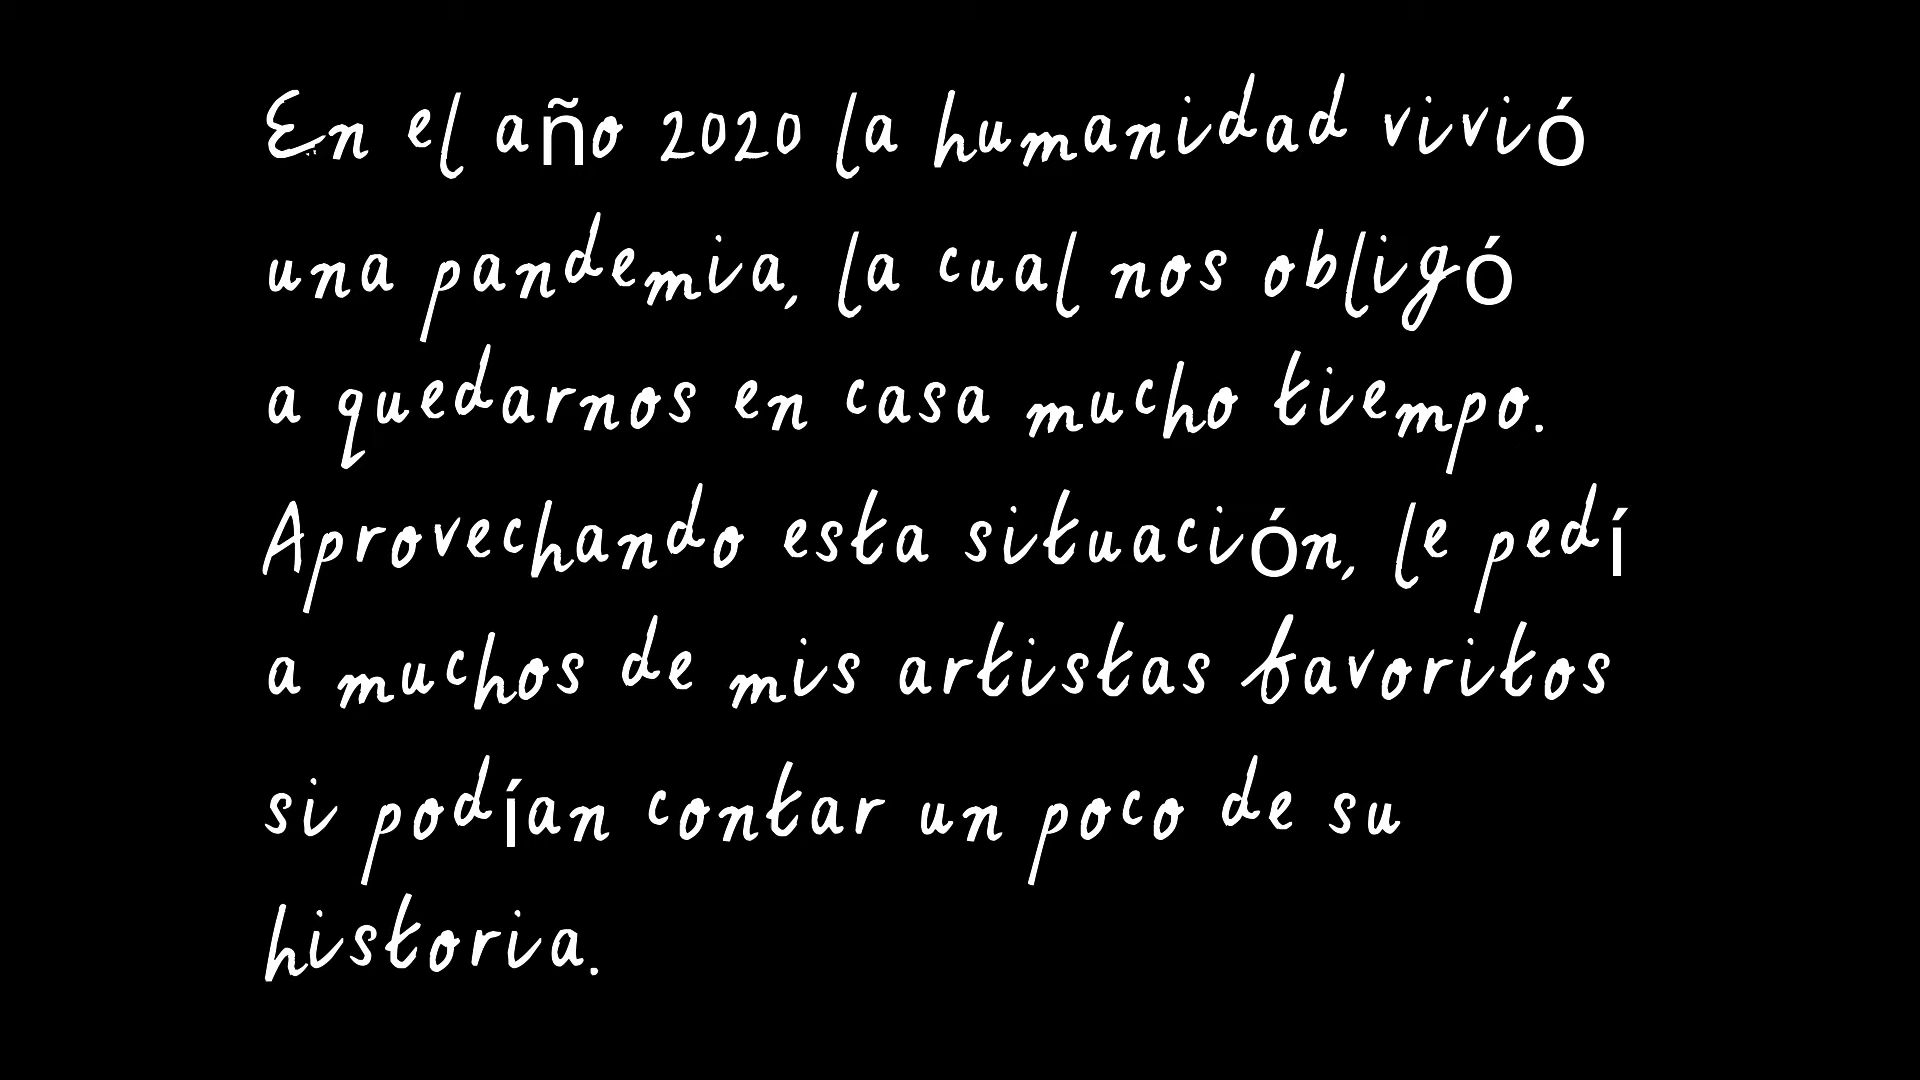 En el año 2020 la humanidad vivió
una pandemia, la cual nos obligó
a quedarnos en casa mucho tiempo.
Aprovechando esta situación, le pedí
a muchos de mis artistas favoritos
si podían contar un poco de su
historia.